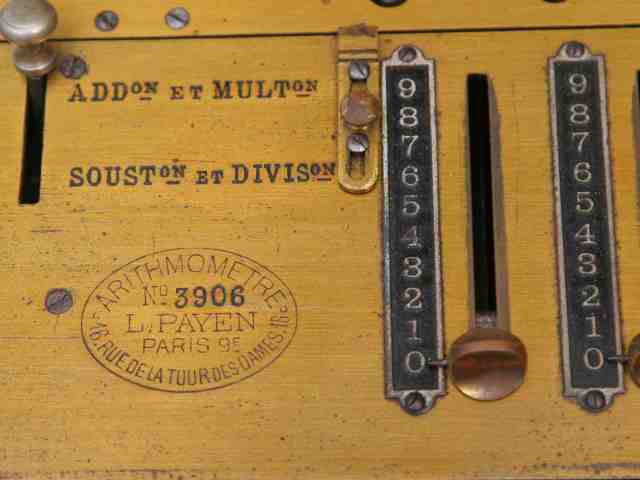 ADDON ET MULTON
SOUSTON ET DIVISON
ARITHMOMÈTRE
NO 3906
L. PAYEN
PARIS 9E
16, RUE DE LA TOUR DES DAMES, 16
9
8
7
6
5
4
3
2
1
0
9
8
7
6
5
4
3
2
1
0